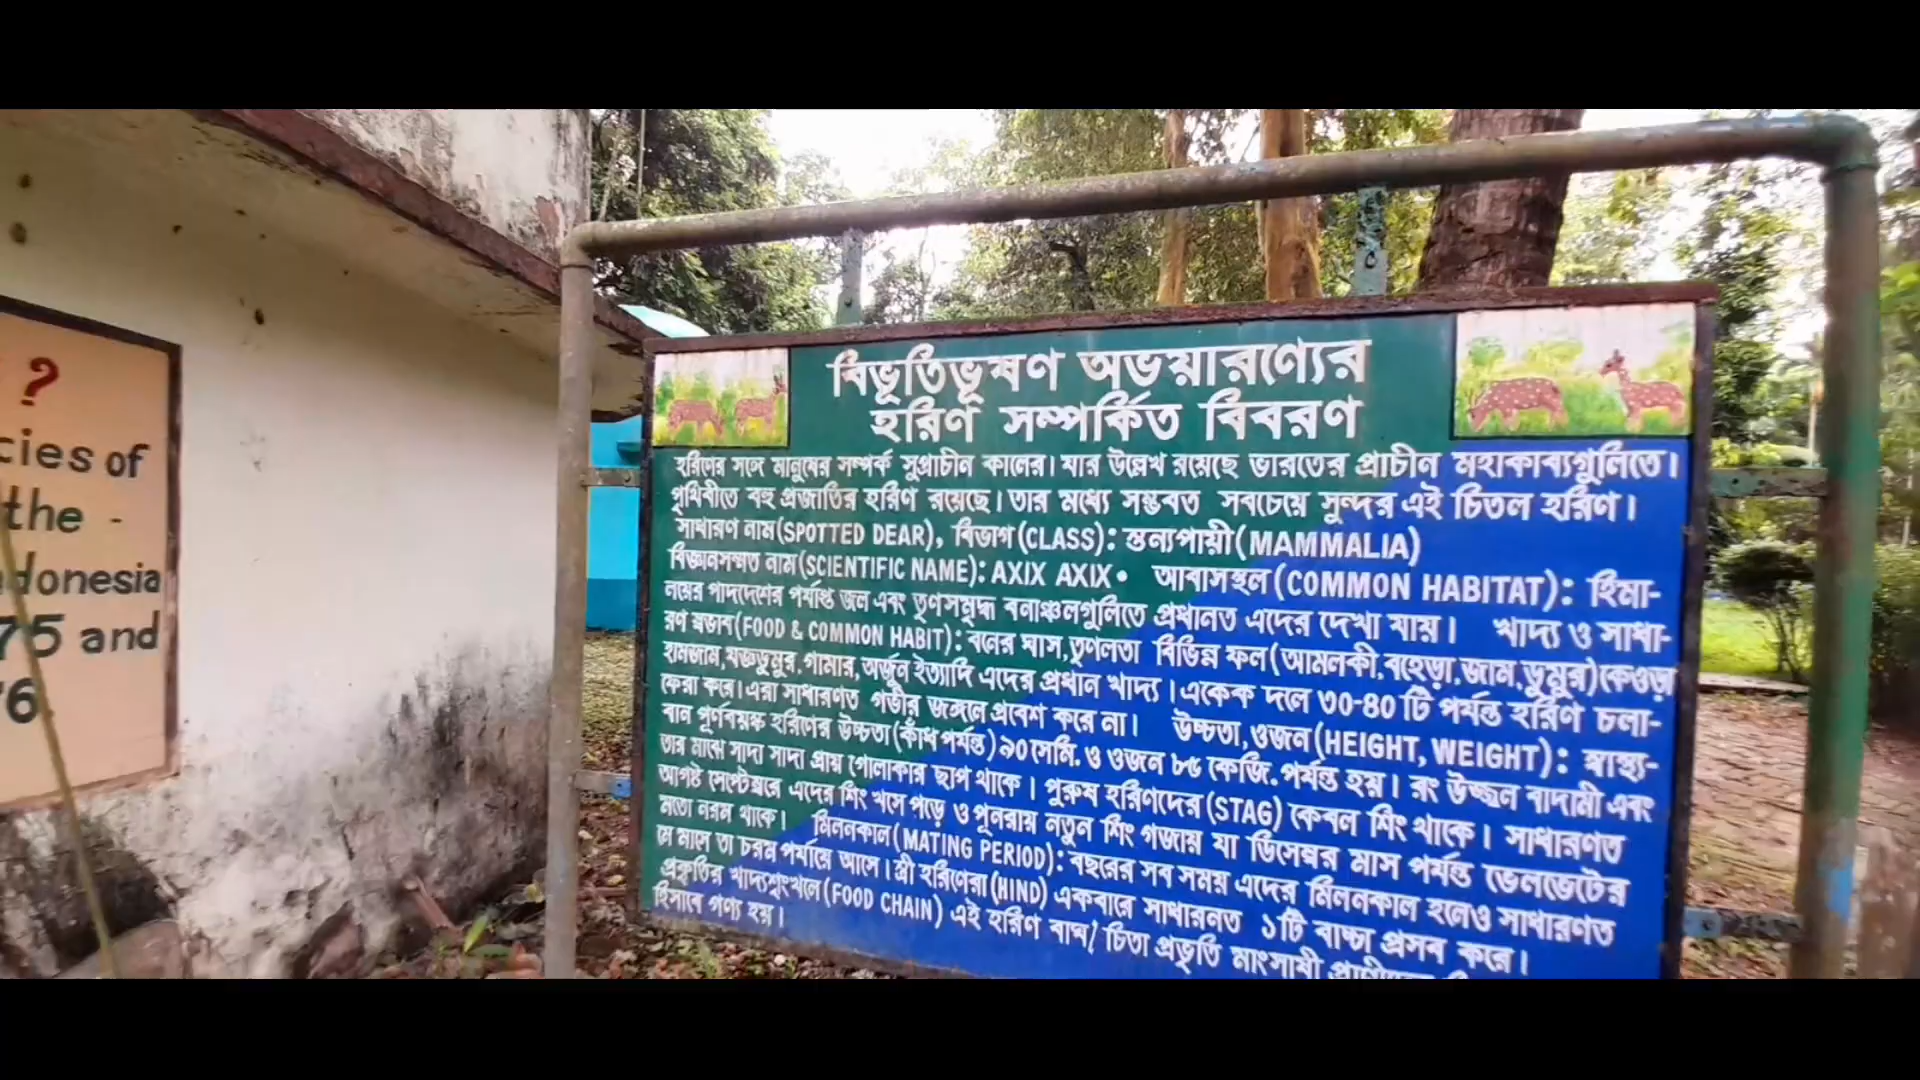 ?
cies of
the -
donesia
75 and
76
বিভূতিভূষণ অভয়ারণ্যের
হরিণ সম্পর্কিত বিবরণ
হরিণের সঙ্গে মানুষের সম্পর্ক সুপ্রাচীন কালের। যার উল্লেখ রয়েছে ভারতের প্রাচীন মহাকাব্যগুলিতে।
পৃথিবীতে বহু প্রজাতির হরিণ রয়েছে। তার মধ্যে সম্ভবত সবচেয়ে সুন্দর এই চিতল হরিণ।
সাধারণ নাম (SPOTTED DEAR), বিভাগ (CLASS): স্তন্যপায়ী (MAMMALIA)
বিজ্ঞানসম্মত নাম (SCIENTIFIC NAME): AXIX AXIX• আবাসস্থল (COMMON HABITAT): হিমা-
লয়ের পাদদেশের পর্যাপ্ত জল এবং তৃণসমৃদ্ধ বনাঞ্চলগুলিতে প্রধানত এদের দেখা যায়। খাদ্য ও সাধা-
রণ স্বভাব (FOOD & COMMON HABIT): বনের ঘাস, তৃণলতা বিভিন্ন ফল (আমলকী, বহেড়া, জাম, ডুমুর) কেওড়া
হামজাম, যজ্ঞডুমুর, গামার, অর্জুন ইত্যাদি এদের প্রধান খাদ্য। একেক দলে ৩০-৪০ টি পর্যন্ত হরিণ চলা-
ফেরা করে। এরা সাধারণত গভীর জঙ্গলে প্রবেশ করে না। উচ্চতা, ওজন (HEIGHT, WEIGHT): স্বাস্থ্য-
বান পূর্ণবয়স্ক হরিণের উচ্চতা (কাঁধ পর্যন্ত) ৯০ সেমি. ও ওজন ৮৫ কেজি. পর্যন্ত হয়। রং উজ্জ্বল বাদামী এবং
তার মাঝে সাদা সাদা প্রায় গোলাকার ছাপ থাকে। পুরুষ হরিণদের (STAG) কেবল শিং থাকে। সাধারণত
আগষ্ট সেপ্টেম্বরে এদের শিং খসে পড়ে ও পূনরায় নতুন শিং গজায় যা ডিসেম্বর মাস পর্যন্ত ভেলভেটের
মতো নরম থাকে। মিলনকাল (MATING PERIOD): বছরের সব সময় এদের মিলনকাল হলেও সাধারণত
মে মাসে তা চরম পর্যায়ে আসে। স্ত্রী হরিণেরা (HIND) একবারে সাধারনত ১টি বাচ্চা প্রসব করে।
প্রকৃতির খাদ্যশৃংখলে (FOOD CHAIN) এই হরিণ বাঘ/ চিতা প্রভৃতি মাংসাষী
হিসাবে গণ্য হয়।